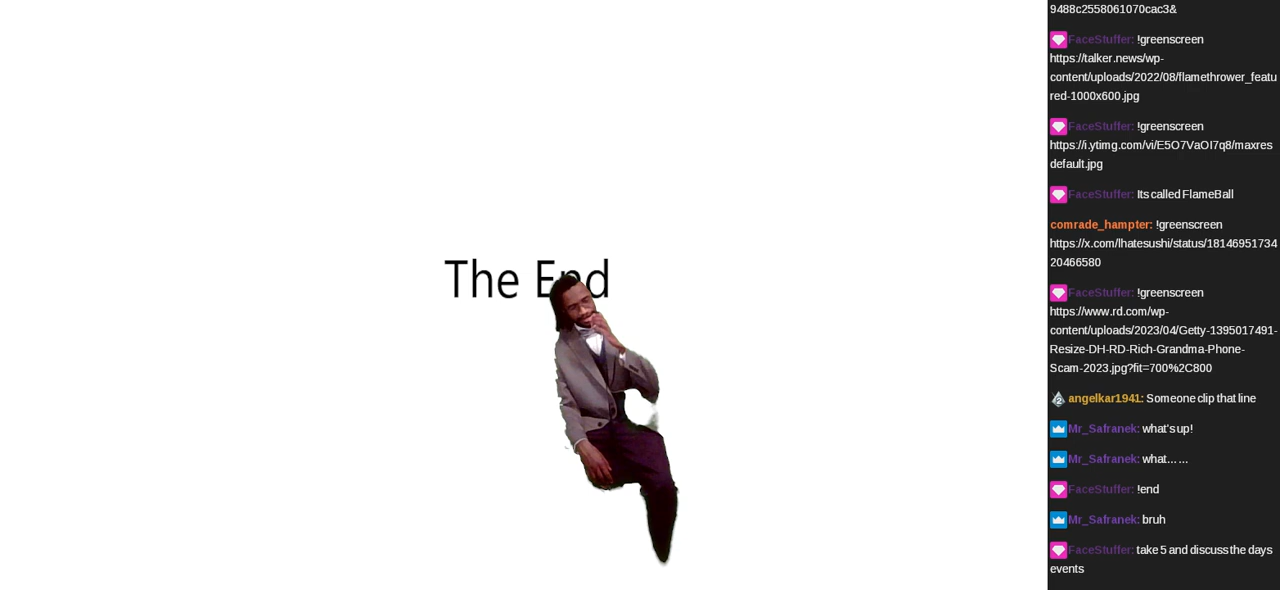 The End
9488c2558061070cac3&
FaceStuffer: !greenscreen
https://talker.news/wp-
content/uploads/2022/08/flamethrower_featu
red-1000x600.jpg
FaceStuffer: !greenscreen
https://i.ytimg.com/vi/E5O7VaOI7q8/maxres
default.jpg
FaceStuffer: Its called FlameBall
comrade_hampter: !greenscreen
https://x.com/lhatesushi/status/18146951734
20466580
FaceStuffer: !greenscreen
https://www.rd.com/wp-
content/uploads/2023/04/Getty-1395017491-
Resize-DH-RD-Rich-Grandma-Phone-
Scam-2023.jpg?fit=700%2C800
2 angelkar1941: Someone clip that line
Mr_Safranek: what's up!
Mr_Safranek: what... ...
FaceStuffer: !end
Mr_Safranek: bruh
FaceStuffer: take 5 and discuss the days
events